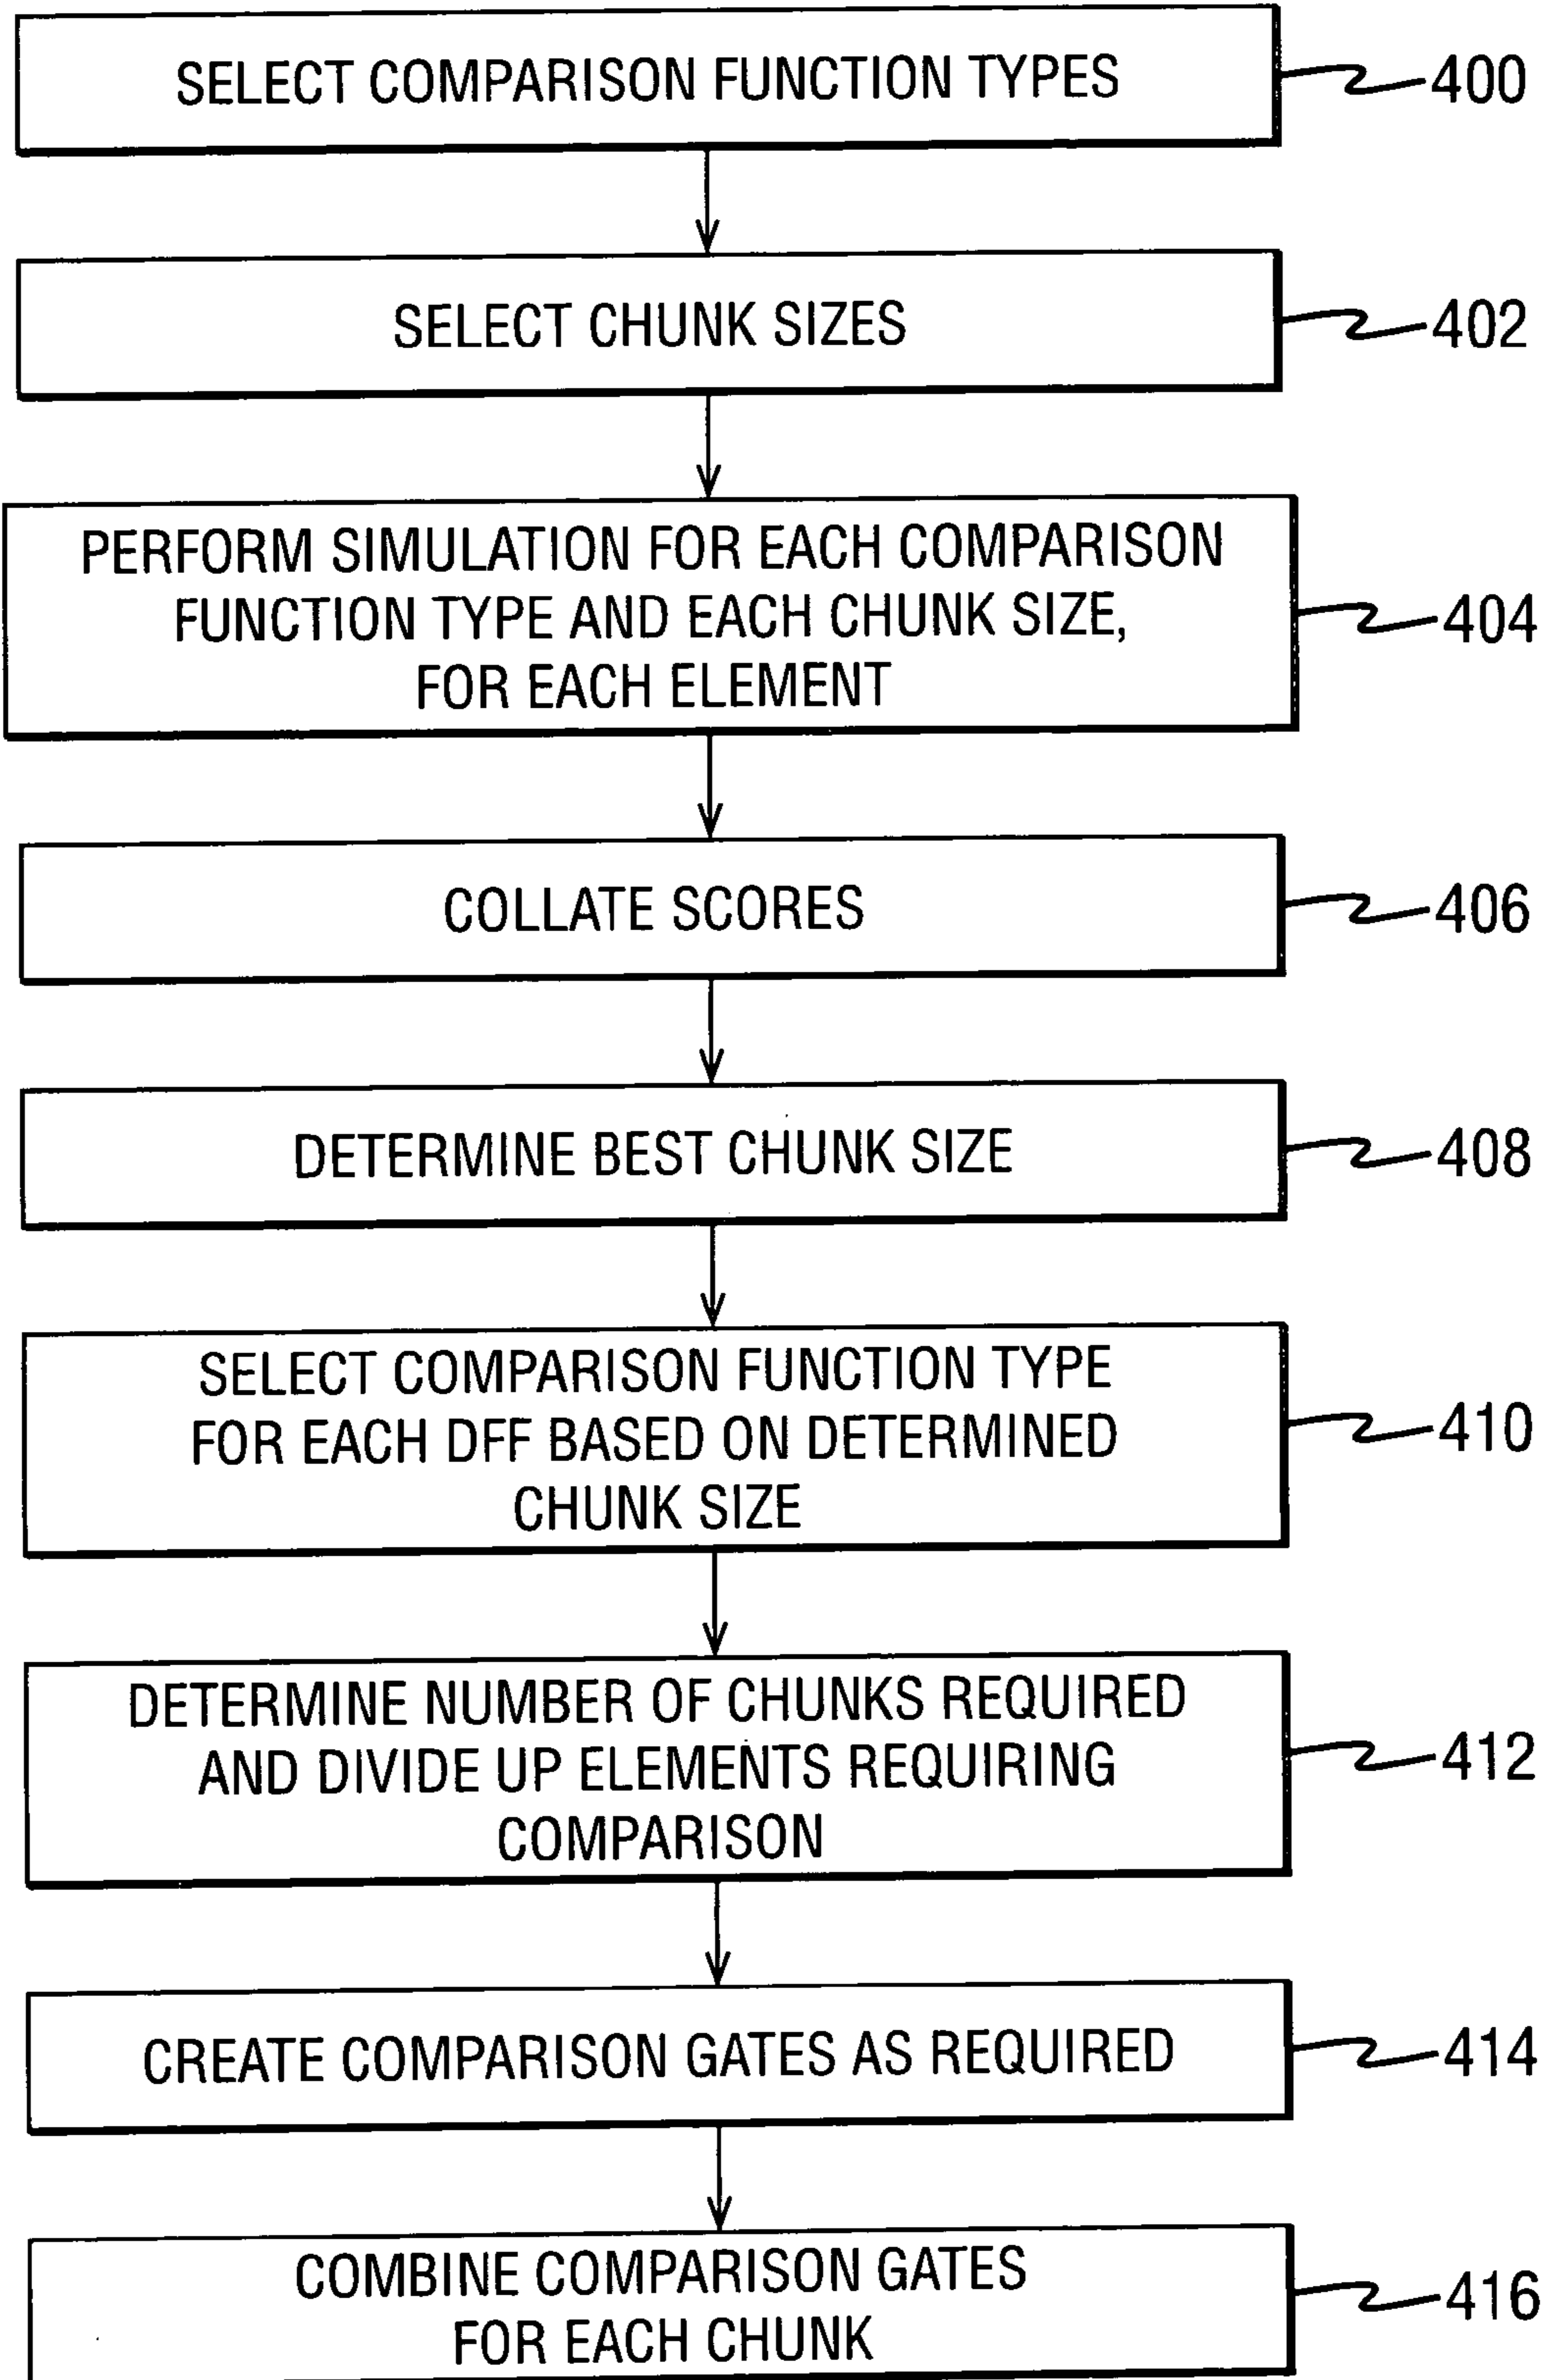 SELECT COMPARISON FUNCTION TYPES
400
SELECT CHUNK SIZES
402
PERFORM SIMULATION FOR EACH COMPARISON
FUNCTION TYPE AND EACH CHUNK SIZE,
FOR EACH ELEMENT
404
COLLATE SCORES
406
DETERMINE BEST CHUNK SIZE
408
SELECT COMPARISON FUNCTION TYPE
FOR EACH DFF BASED ON DETERMINED
CHUNK SIZE
410
DETERMINE NUMBER OF CHUNKS REQUIRED
AND DIVIDE UP ELEMENTS REQUIRING
COMPARISON
412
CREATE COMPARISON GATES AS REQUIRED
414
COMBINE COMPARISON GATES
FOR EACH CHUNK
416